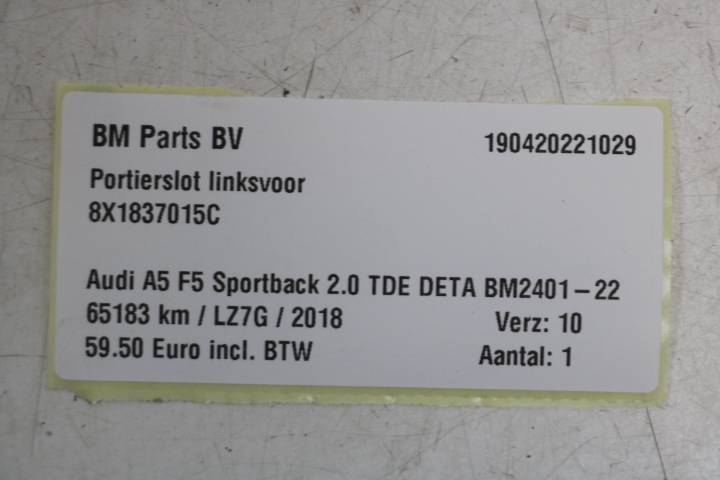 BM Parts BV 190420221029
Portierslot linksvoor
8X1837015C
Audi A5 F5 Sportback 2.0 TDE DETA BM2401-22
65183 km / LZ7G / 2018 Verz: 10
59.50 Euro incl. BTW Aantal: 1